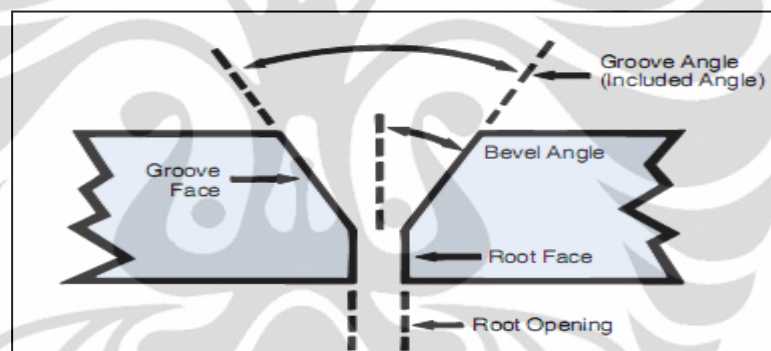 Groove Angle
(Included Angle)
Bevel Angle
Groove
Face
Root Face
Root Opening